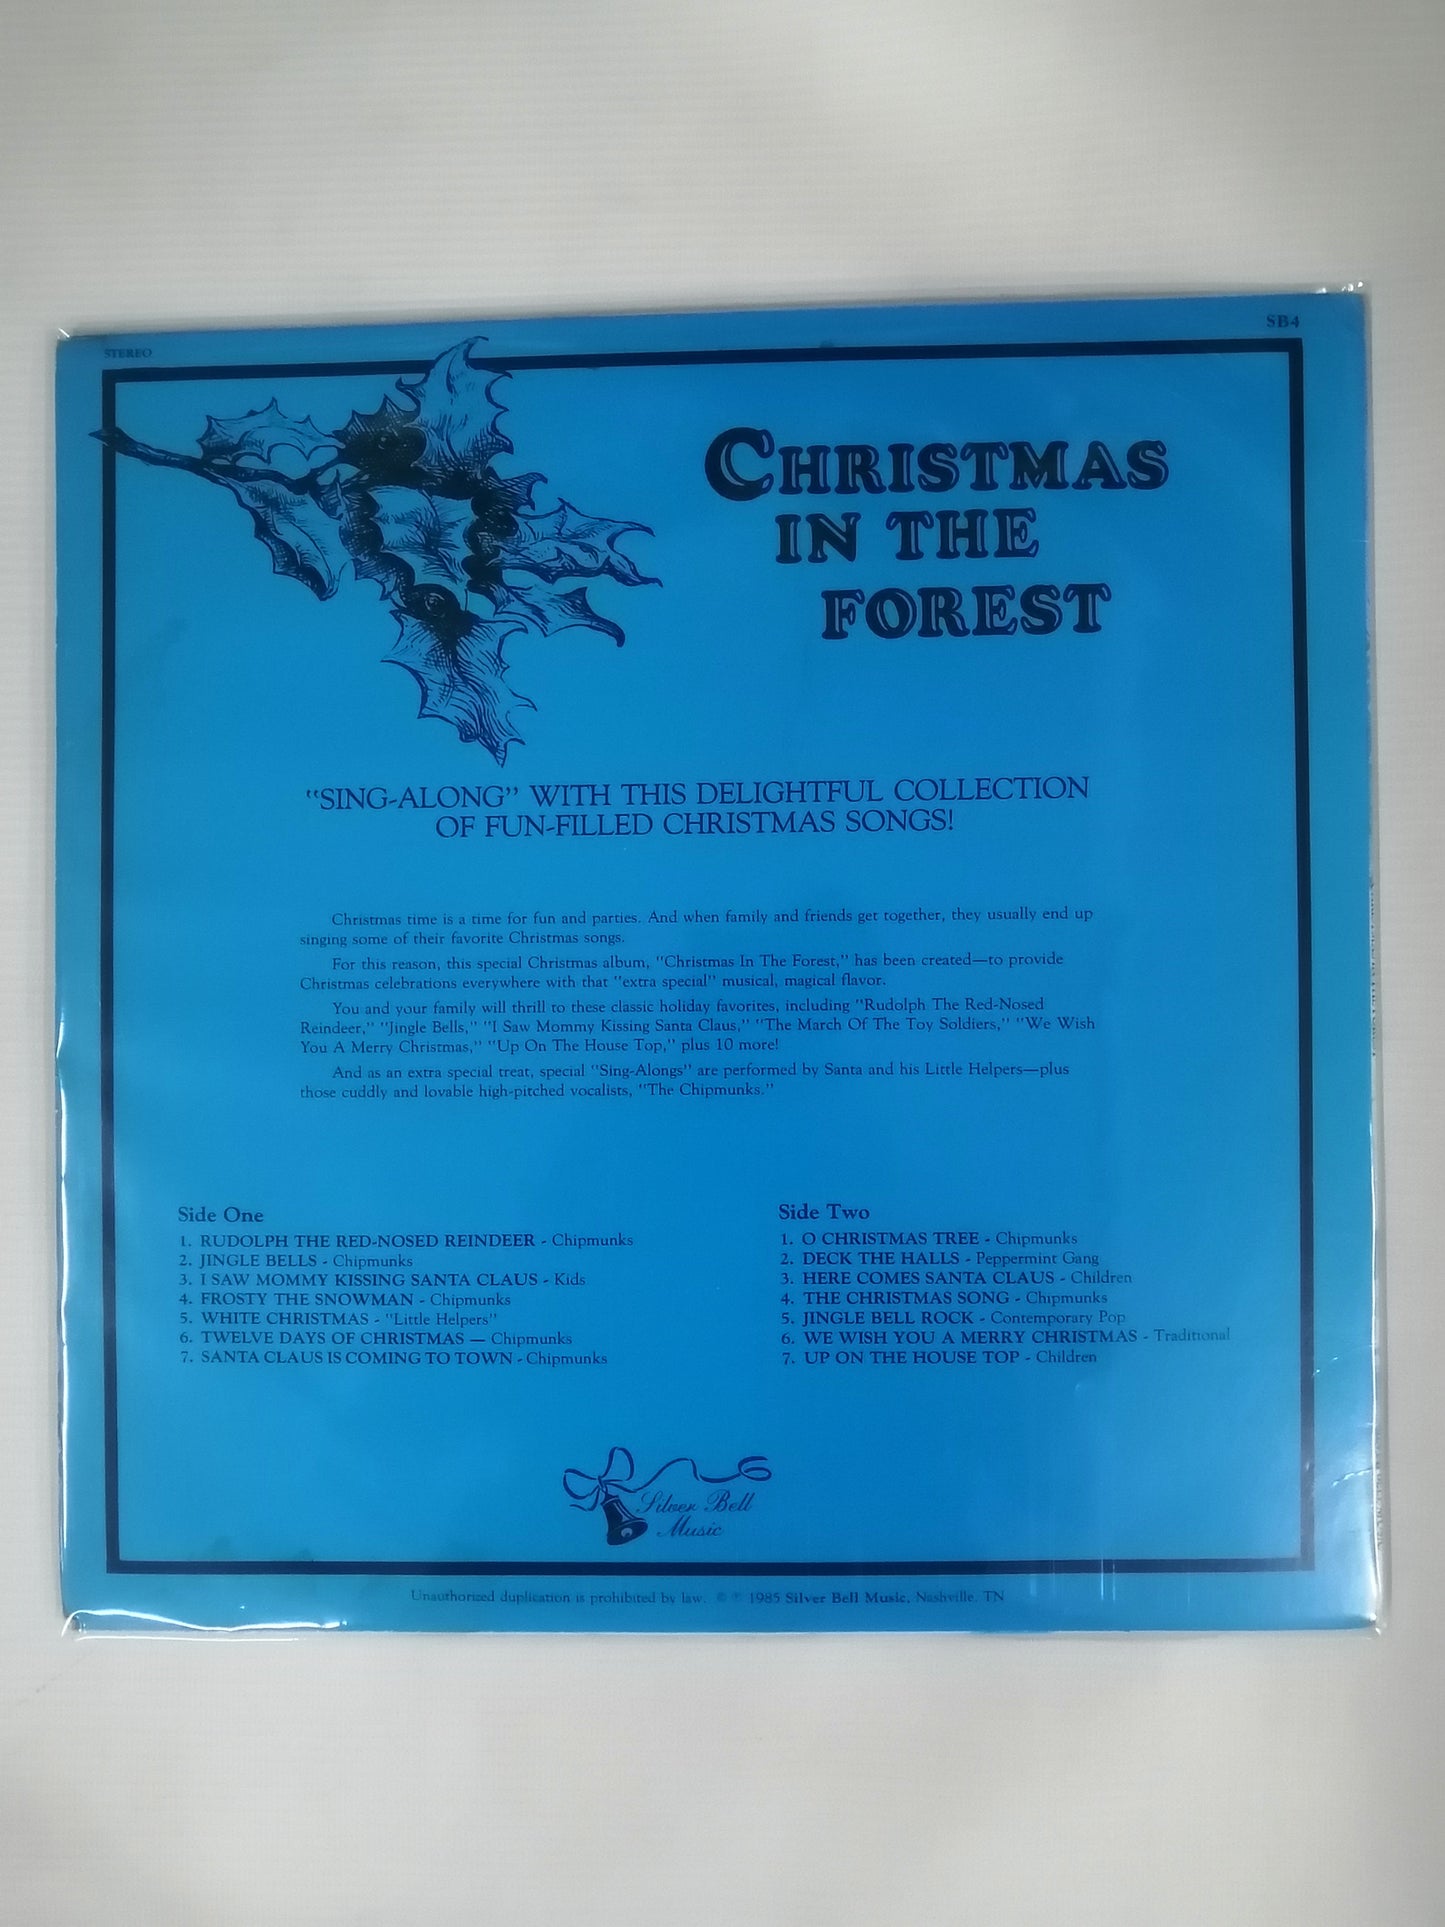 STEREO
SB4
CHRISTMAS
IN THE
FOREST
"SING-ALONG" WITH THIS DELIGHTFUL COLLECTION
OF FUN-FILLED CHRISTMAS SONGS!
Christmas time is a time for fun and parties. And when family and friends get together, they usually end up
singing some of their favorite Christmas songs.
For this reason, this special Christmas album, "Christmas In The Forest," has been created—to provide
Christmas celebrations everywhere with that "extra special" musical, magical flavor.
You and your family will thrill to these classic holiday favorites, including "Rudolph The Red-Nosed
Reindeer," "Jingle Bells," "I Saw Mommy Kissing Santa Claus," "The March Of The Toy Soldiers," "We Wish
You A Merry Christmas," "Up On The House Top," plus 10 more!
And as an extra special treat, special "Sing-Alongs" are performed by Santa and his Little Helpers—plus
those cuddly and lovable high-pitched vocalists, "The Chipmunks."
Side One
1. RUDOLPH THE RED-NOSED REINDEER - Chipmunks
2. JINGLE BELLS - Chipmunks
3. I SAW MOMMY KISSING SANTA CLAUS - Kids
4. FROSTY THE SNOWMAN - Chipmunks
5. WHITE CHRISTMAS - "Little Helpers"
6. TWELVE DAYS OF CHRISTMAS — Chipmunks
7. SANTA CLAUS IS COMING TO TOWN - Chipmunks
Side Two
1. O CHRISTMAS TREE - Chipmunks
2. DECK THE HALLS - Peppermint Gang
3. HERE COMES SANTA CLAUS - Children
4. THE CHRISTMAS SONG - Chipmunks
5. JINGLE BELL ROCK - Contemporary Pop
6. WE WISH YOU A MERRY CHRISTMAS - Traditional
7. UP ON THE HOUSE TOP - Children
Silver Bell
Music
Unauthorized duplication is prohibited by law. © ℗ 1985 Silver Bell Music, Nashville, TN